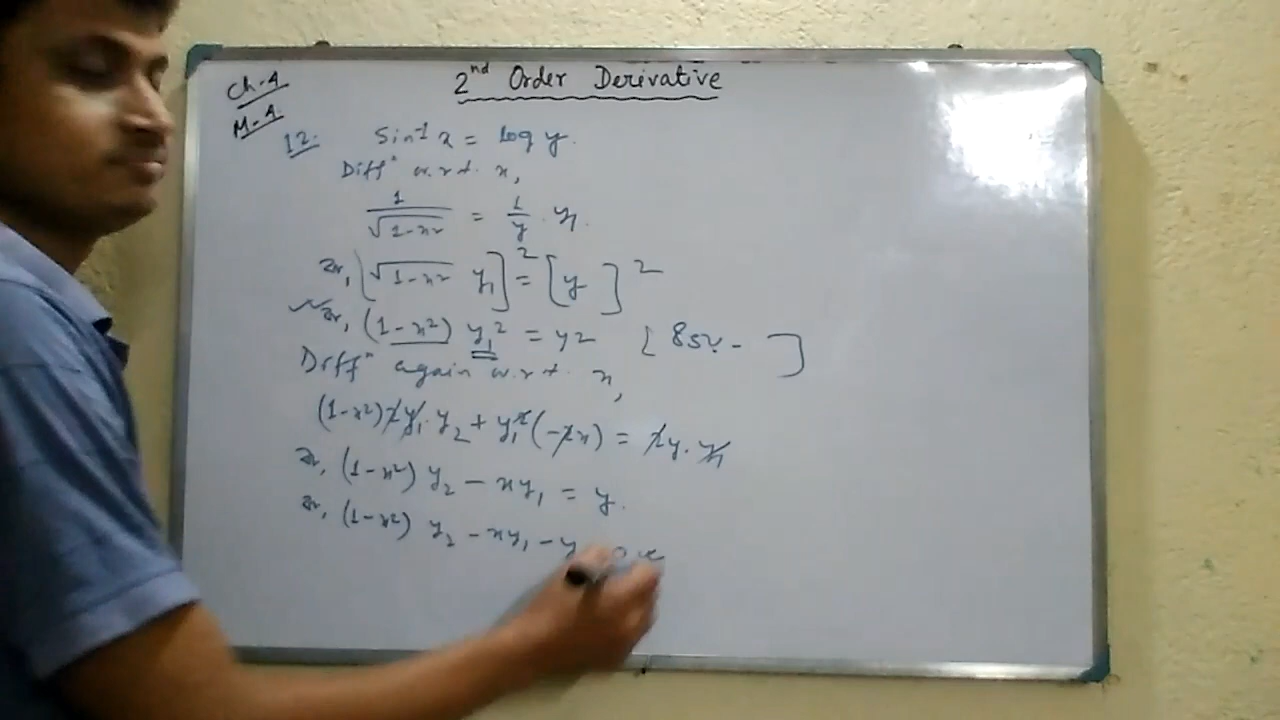 Ch-4
M-4
2nd Order Derivative
12. Sin⁻¹ x = log y.
Diffⁿ w.r.t. x,
1/√1-x² = 1/y . y₁.
or, [√1-x² y₁]² = [y]²
or, (1-x²) y₁² = y² [ ]
Diffⁿ again w.r.t. x,
(1-x²) 2y₁. y₂ + y₁² (-2x) = 2y. y₁
or, (1-x²) y₂ - xy₁ = y.
or, (1-x²) y₂ - xy₁ - y